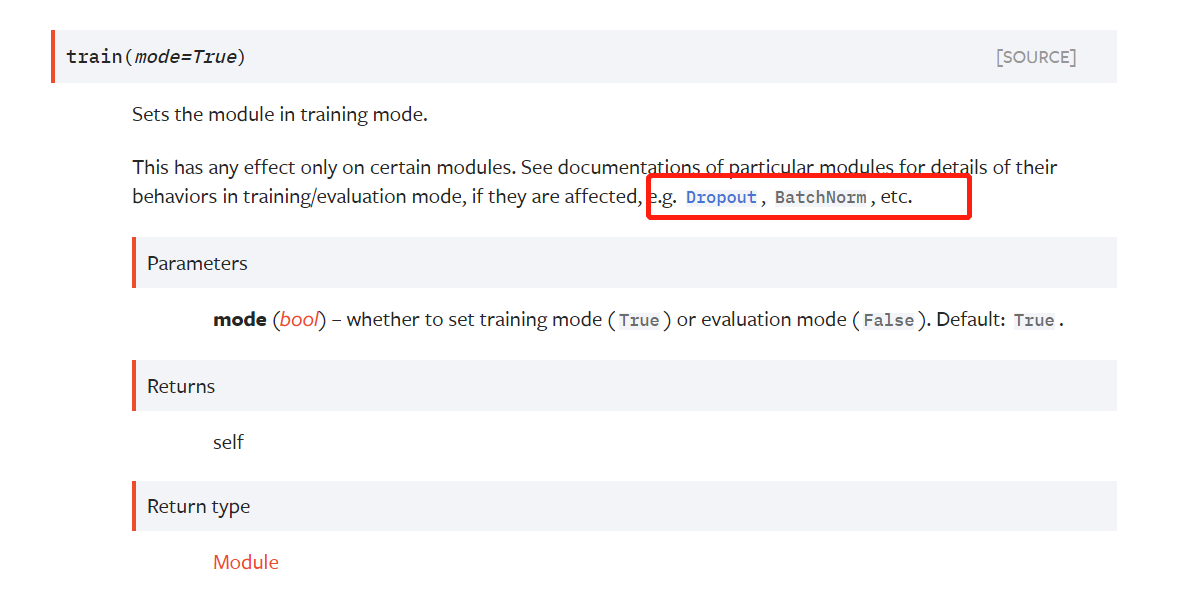 train(mode=True) [SOURCE]
Sets the module in training mode.
This has any effect only on certain modules. See documentations of particular modules for details of their
behaviors in training/evaluation mode, if they are affected, e.g. Dropout, BatchNorm, etc.
Parameters
mode (bool) – whether to set training mode (True) or evaluation mode (False). Default: True.
Returns
self
Return type
Module